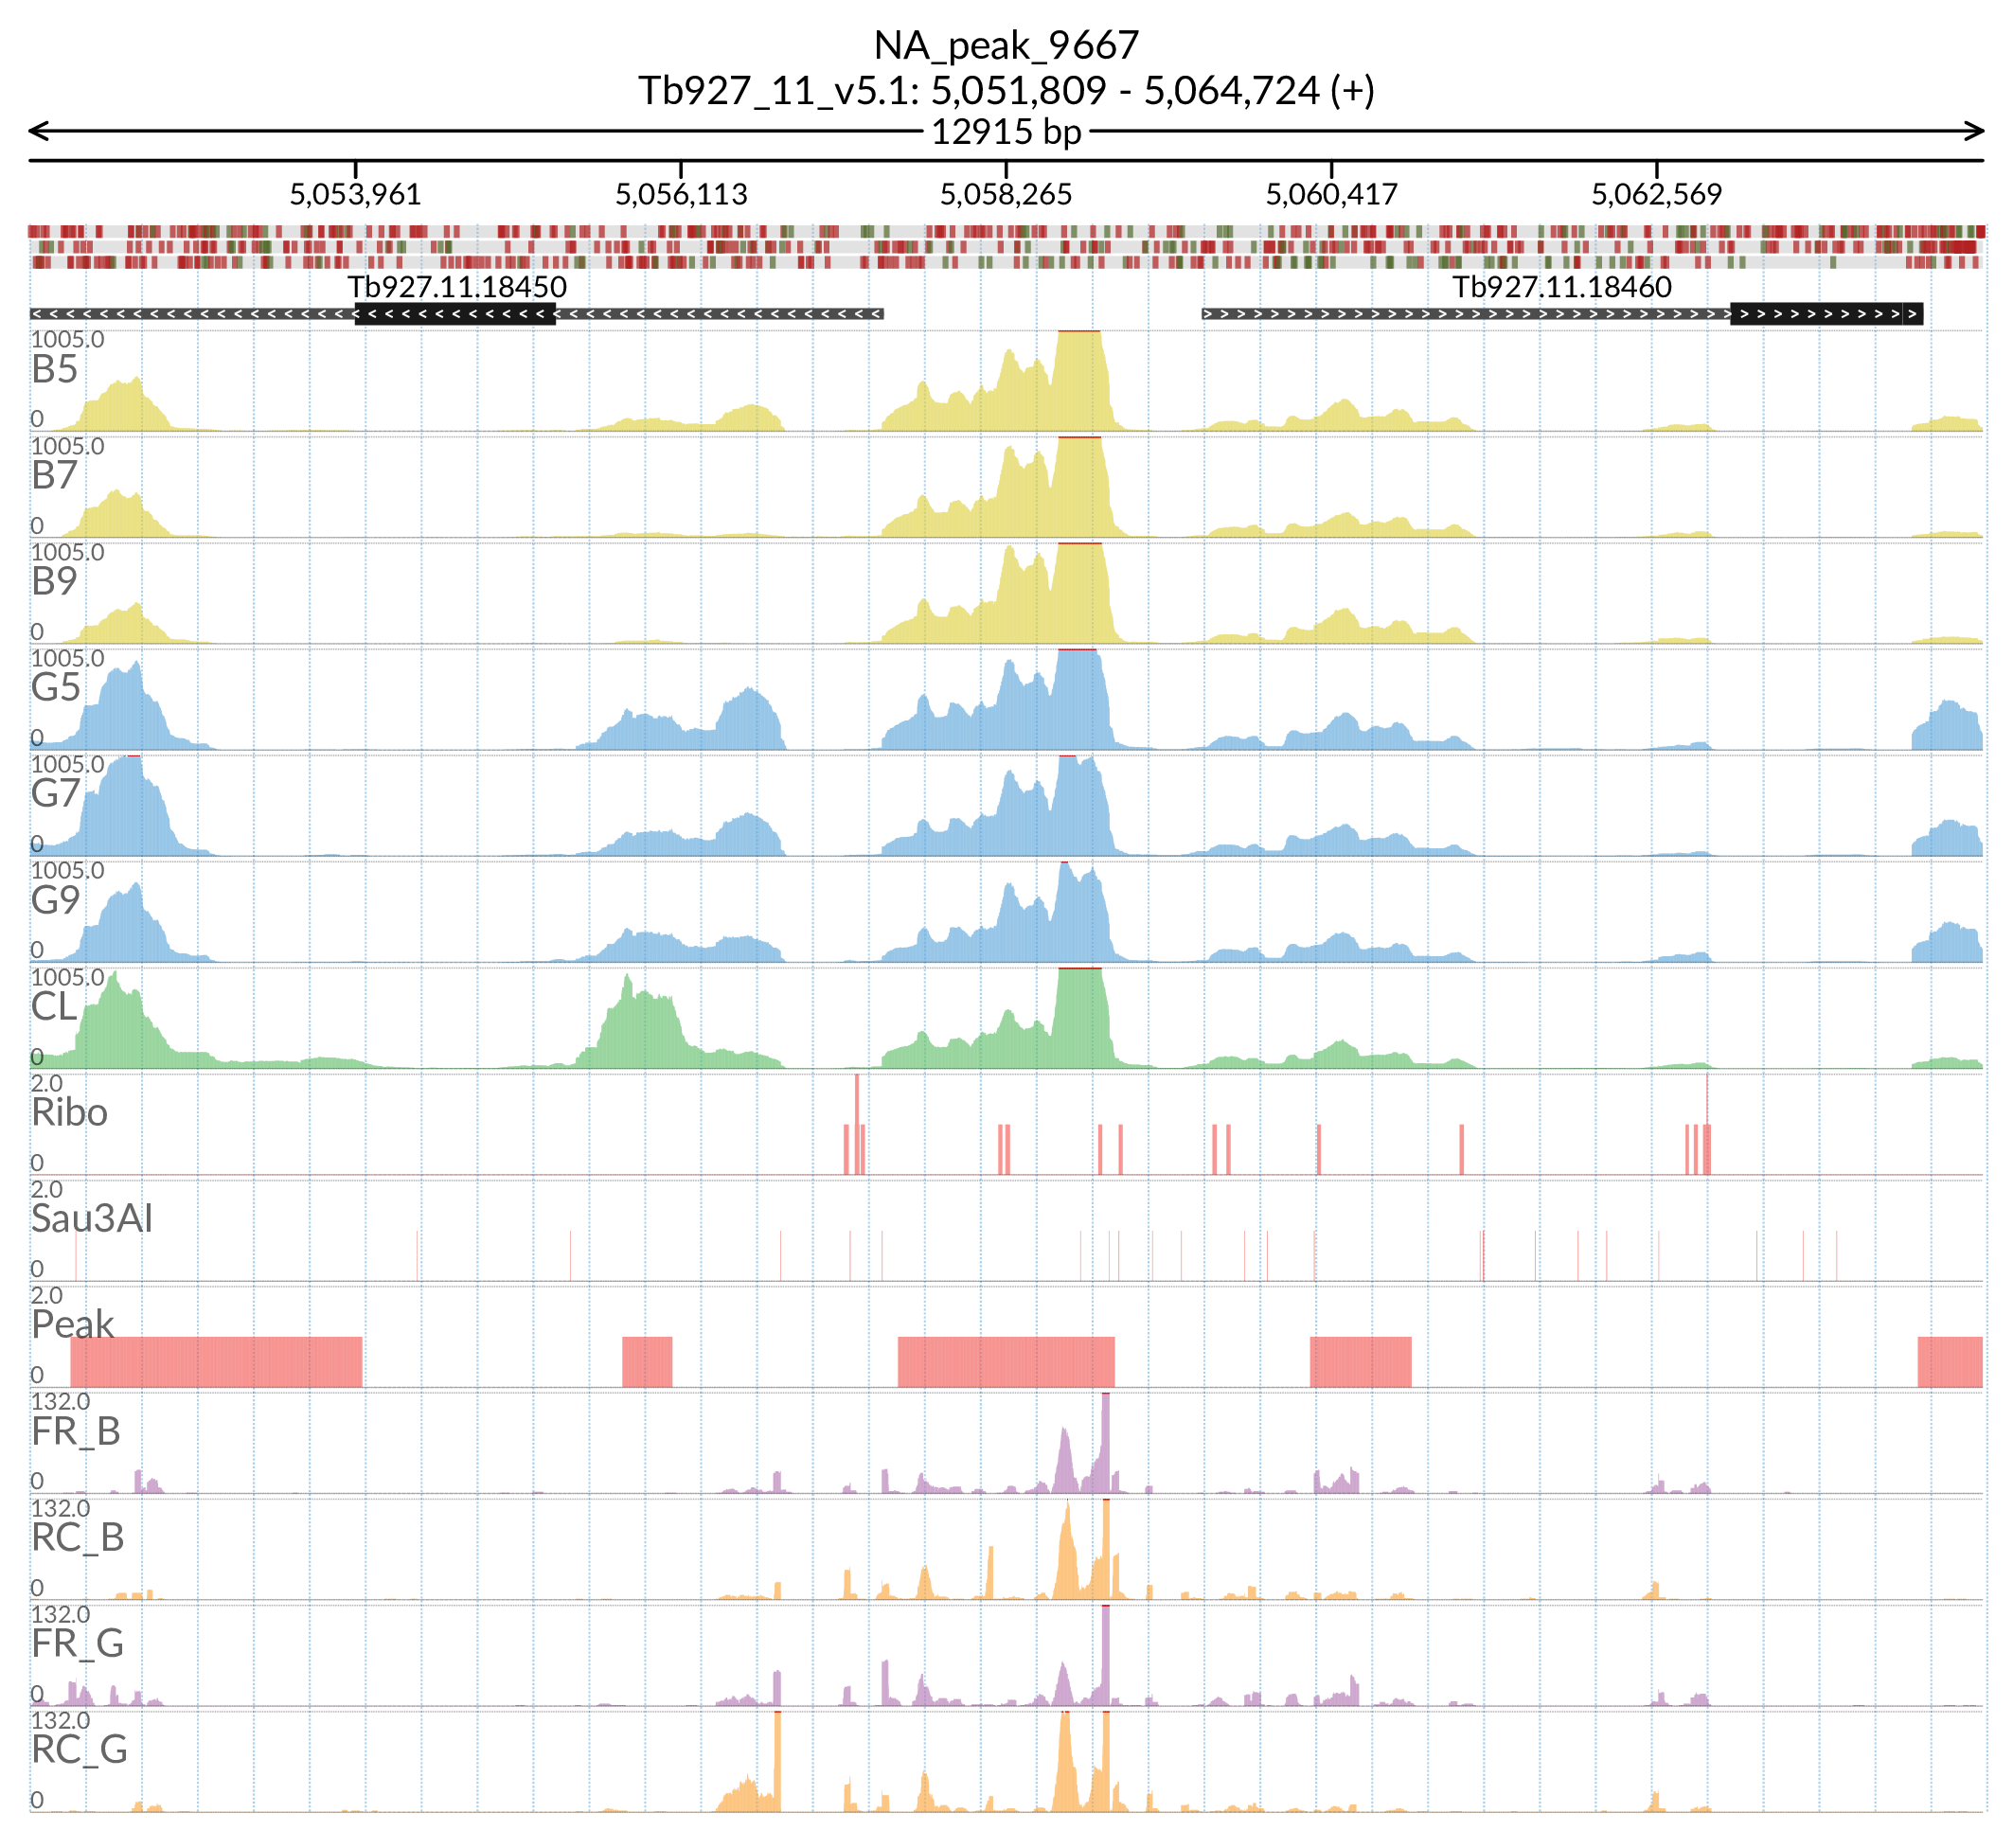 NA_peak_9667
Tb927_11_v5.1: 5,051,809 - 5,064,724 (+)
12915 bp
5,053,961 5,056,113 5,058,265 5,060,417 5,062,569
Tb927.11.18450 Tb927.11.18460
1005.0
B5
0
1005.0
B7
0
1005.0
B9
0
1005.0
G5
0
1005.0
G7
0
1005.0
G9
0
1005.0
CL
0
2.0
Ribo
0
2.0
Sau3AI
0
2.0
Peak
0
132.0
FR_B
0
132.0
RC_B
0
132.0
FR_G
0
132.0
RC_G
0